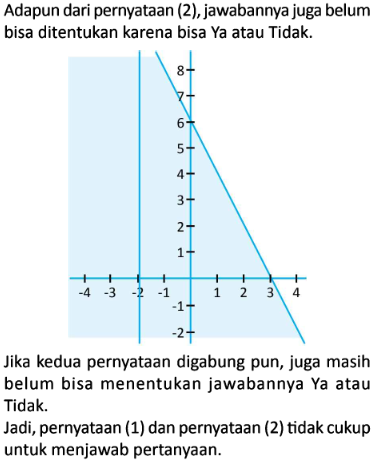 Adapun dari pernyataan (2), jawabannya juga belum
bisa ditentukan karena bisa Ya atau Tidak.
8
7
6
5
4
3
2
1
-4 -3 -2 -1 1 2 3 4
-1
-2
Jika kedua pernyataan digabung pun, juga masih
belum bisa menentukan jawabannya Ya atau
Tidak.
Jadi, pernyataan (1) dan pernyataan (2) tidak cukup
untuk menjawab pertanyaan.